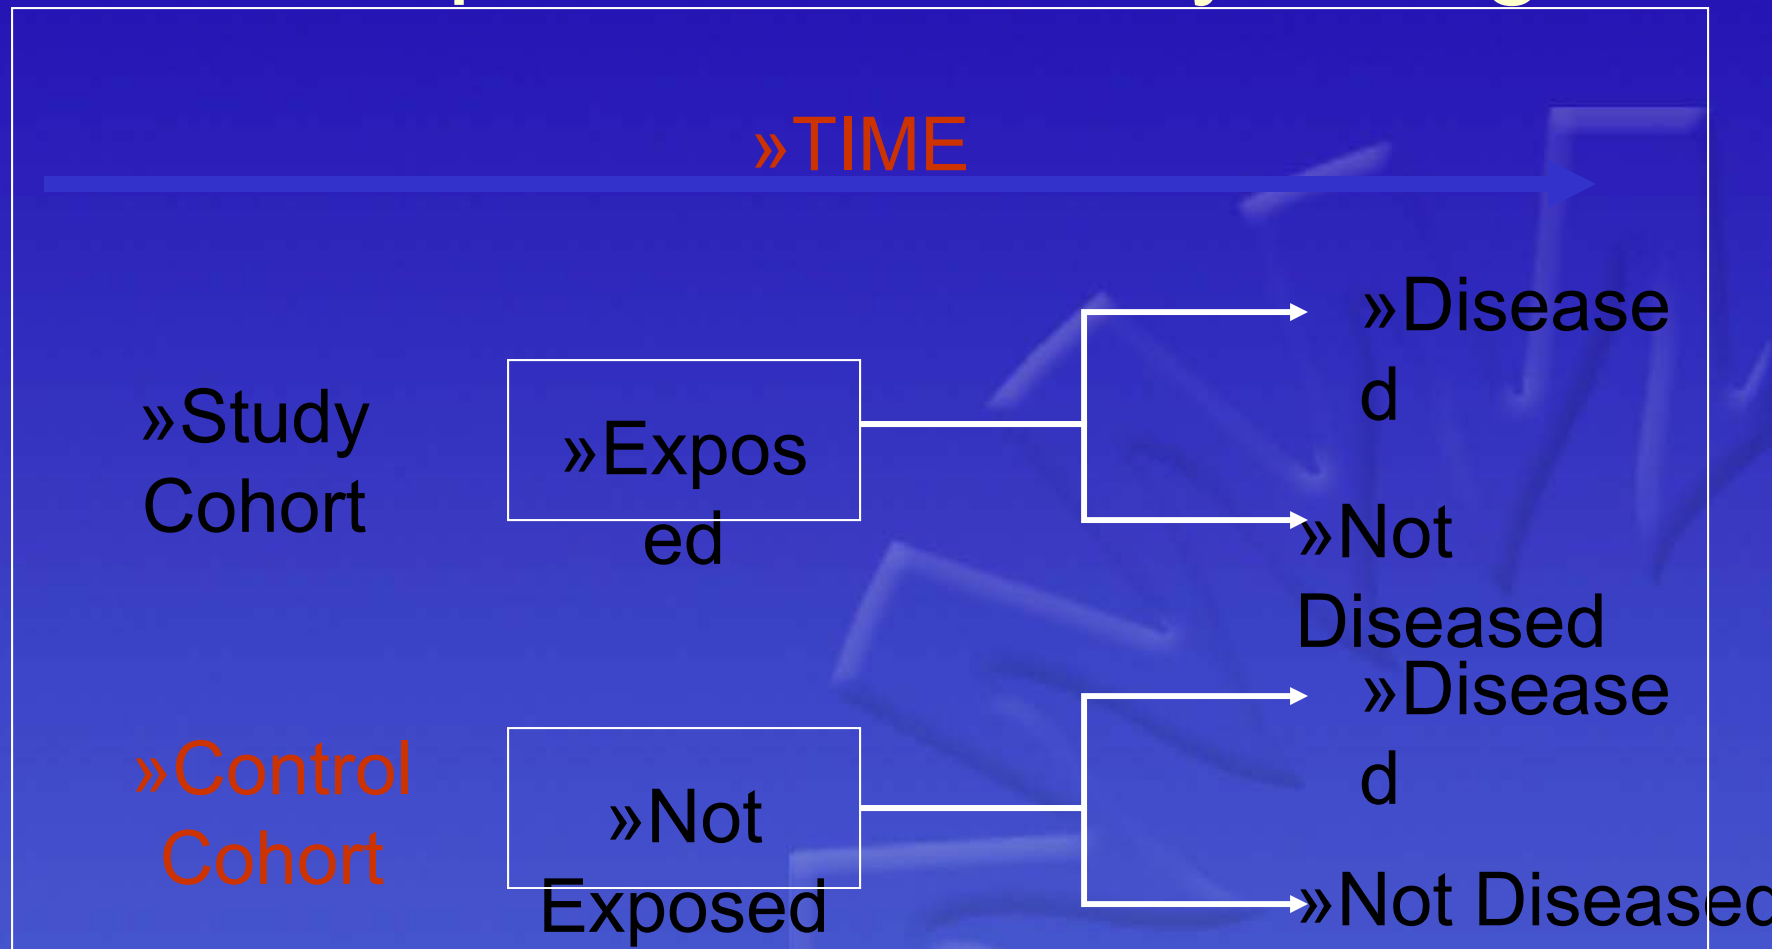 »TIME
»Disease
d
»Study
Cohort
»Expos
ed
»Not
Diseased
»Disease
d
»Control
Cohort
»Not
Exposed
»Not Diseased